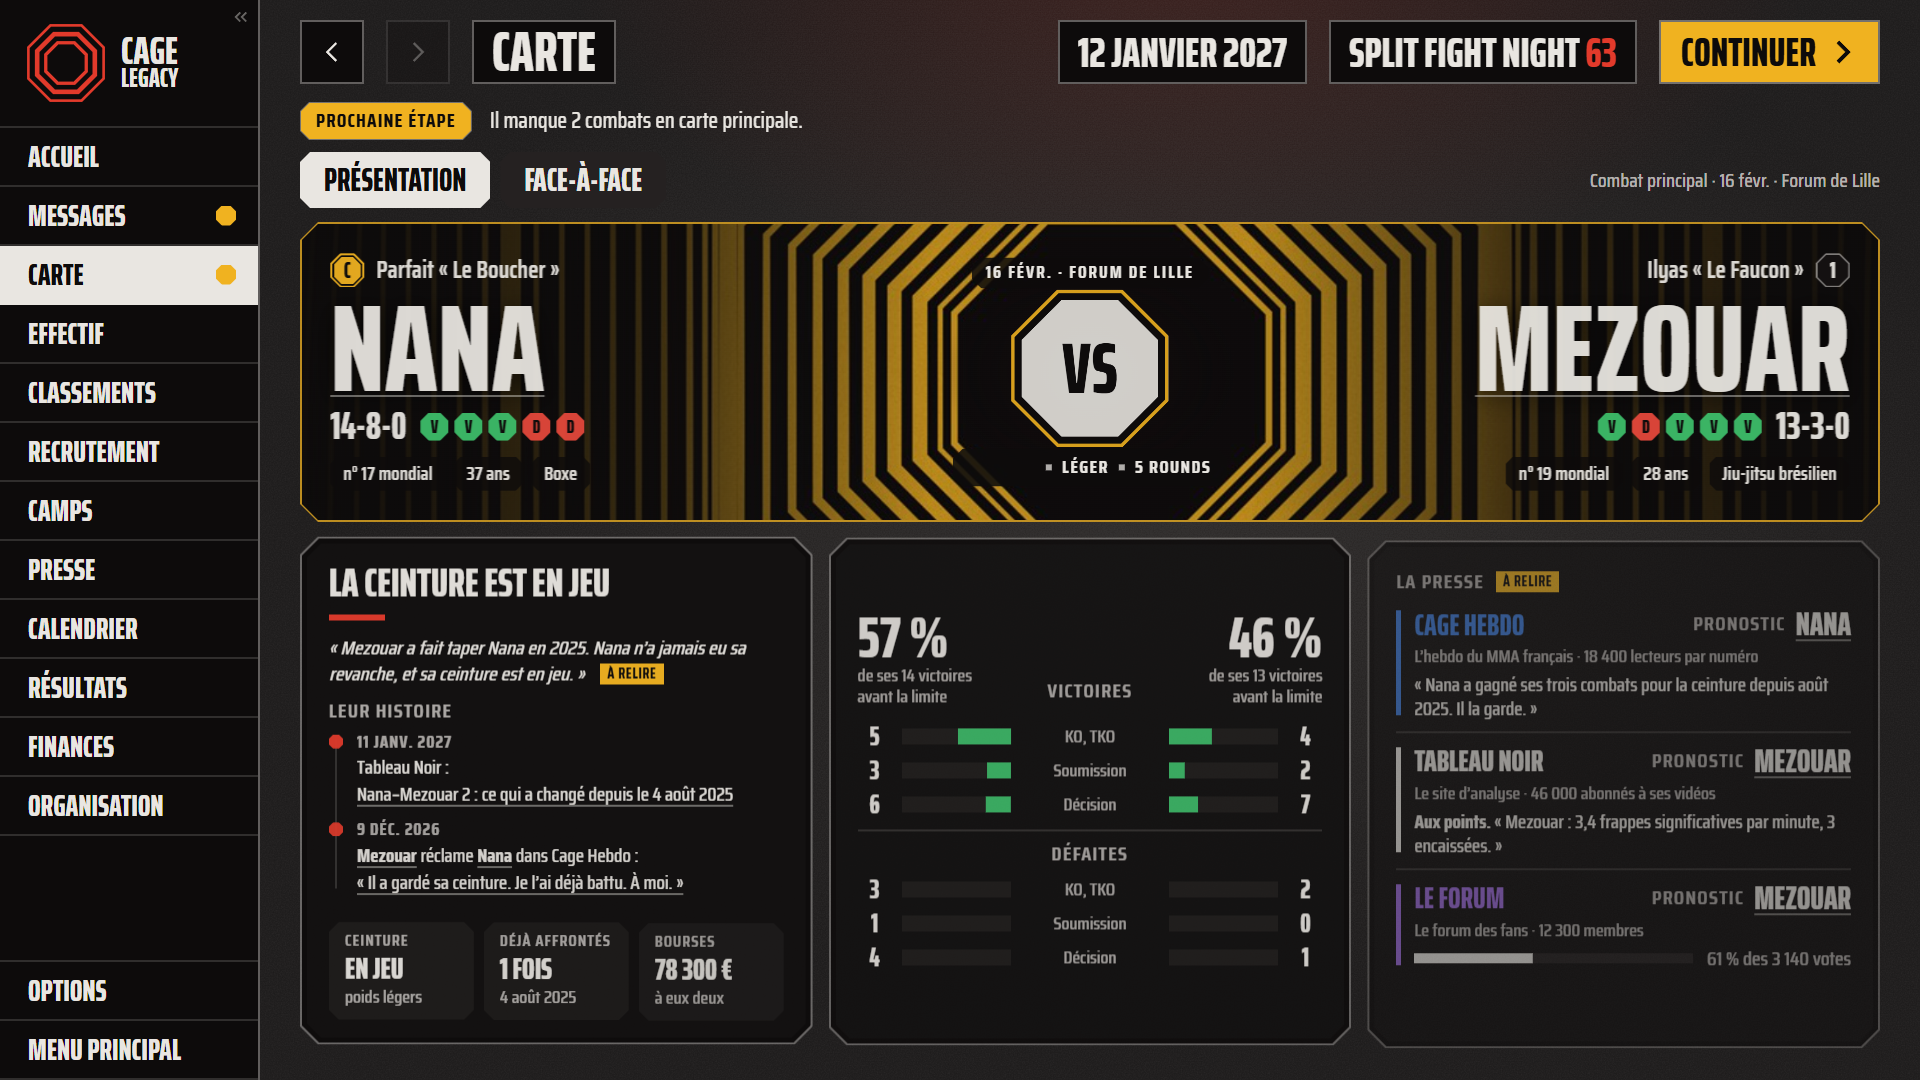 CAGE
LEGACY
ACCUEIL
MESSAGES
CARTE
EFFECTIF
CLASSEMENTS
RECRUTEMENT
CAMPS
PRESSE
CALENDRIER
RÉSULTATS
FINANCES
ORGANISATION
OPTIONS
MENU PRINCIPAL
CARTE
12 JANVIER 2027
SPLIT FIGHT NIGHT 63
CONTINUER
PROCHAINE ÉTAPE
Il manque 2 combats en carte principale.
PRÉSENTATION
FACE-À-FACE
Combat principal · 16 févr. · Forum de Lille
C Parfait « Le Boucher »
NANA
14-8-0 V V V D D
n° 17 mondial 37 ans Boxe
16 FÉVR. · FORUM DE LILLE
VS
▪ LÉGER ▪ 5 ROUNDS
Ilyas « Le Faucon » 1
MEZOUAR
V D V V V 13-3-0
n° 19 mondial 28 ans Jiu-jitsu brésilien
LA CEINTURE EST EN JEU
« Mezouar a fait taper Nana en 2025. Nana n'a jamais eu sa
revanche, et sa ceinture est en jeu. » À RELIRE
LEUR HISTOIRE
11 JANV. 2027
Tableau Noir :
Nana–Mezouar 2 : ce qui a changé depuis le 4 août 2025
9 DÉC. 2026
Mezouar réclame Nana dans Cage Hebdo :
« Il a gardé sa ceinture. Je l'ai déjà battu. À moi. »
CEINTURE
EN JEU
poids légers
DÉJÀ AFFRONTÉS
1 FOIS
4 août 2025
BOURSES
78 300 €
à eux deux
57 %
de ses 14 victoires
avant la limite
VICTOIRES
46 %
de ses 13 victoires
avant la limite
5 KO, TKO 4
3 Soumission 2
6 Décision 7
DÉFAITES
3 KO, TKO 2
1 Soumission 0
4 Décision 1
LA PRESSE À RELIRE
CAGE HEBDO PRONOSTIC NANA
L'hebdo du MMA français · 18 400 lecteurs par numéro
« Nana a gagné ses trois combats pour la ceinture depuis août
2025. Il la garde. »
TABLEAU NOIR PRONOSTIC MEZOUAR
Le site d'analyse · 46 000 abonnés à ses vidéos
Aux points. « Mezouar : 3,4 frappes significatives par minute, 3
encaissées. »
LE FORUM PRONOSTIC MEZOUAR
Le forum des fans · 12 300 membres
61 % des 3 140 votes